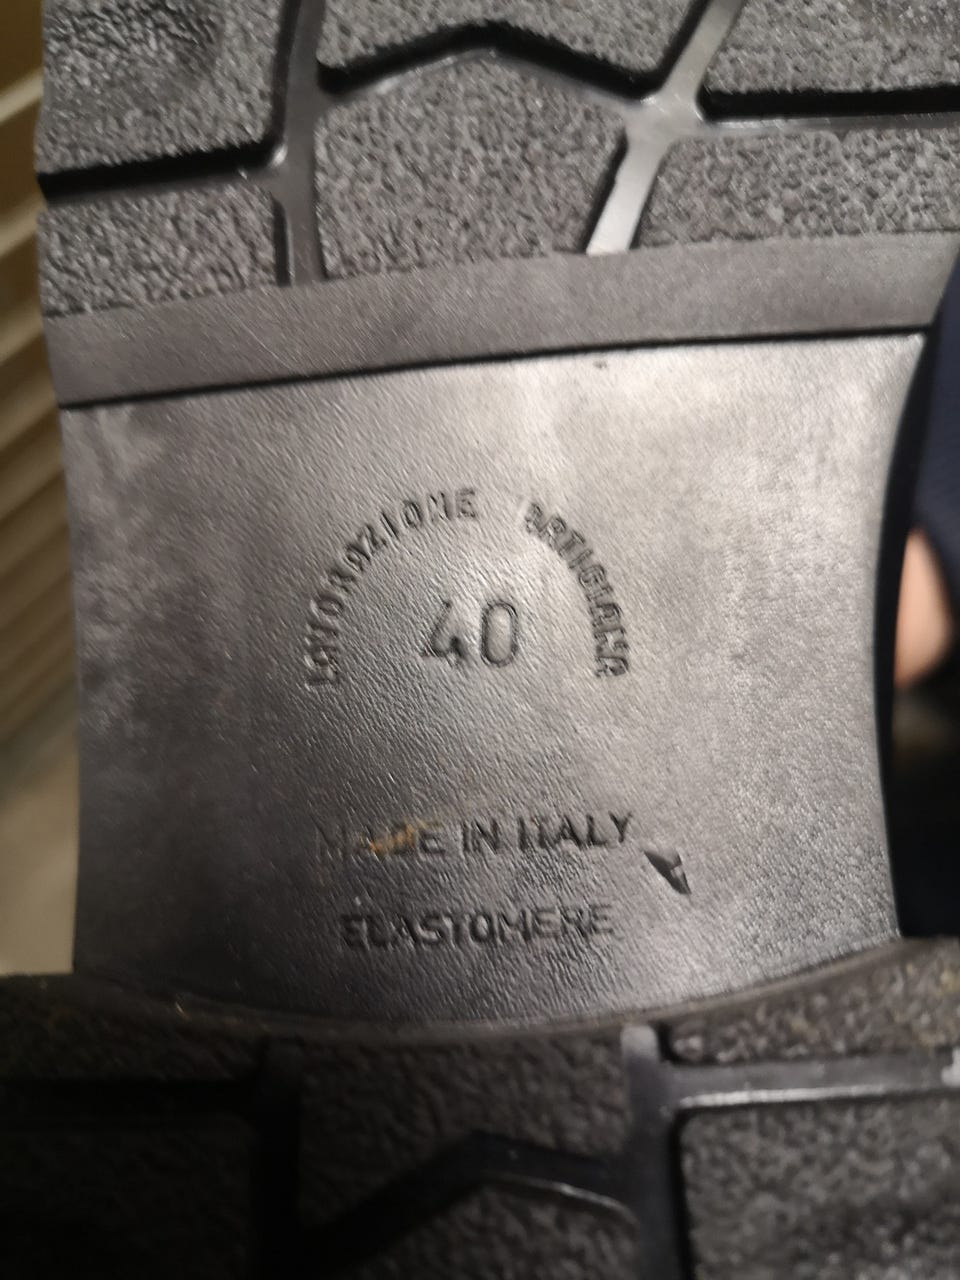 LAVORAZIONE ARTIGIANA
40
MADE IN ITALY
ELASTOMERE